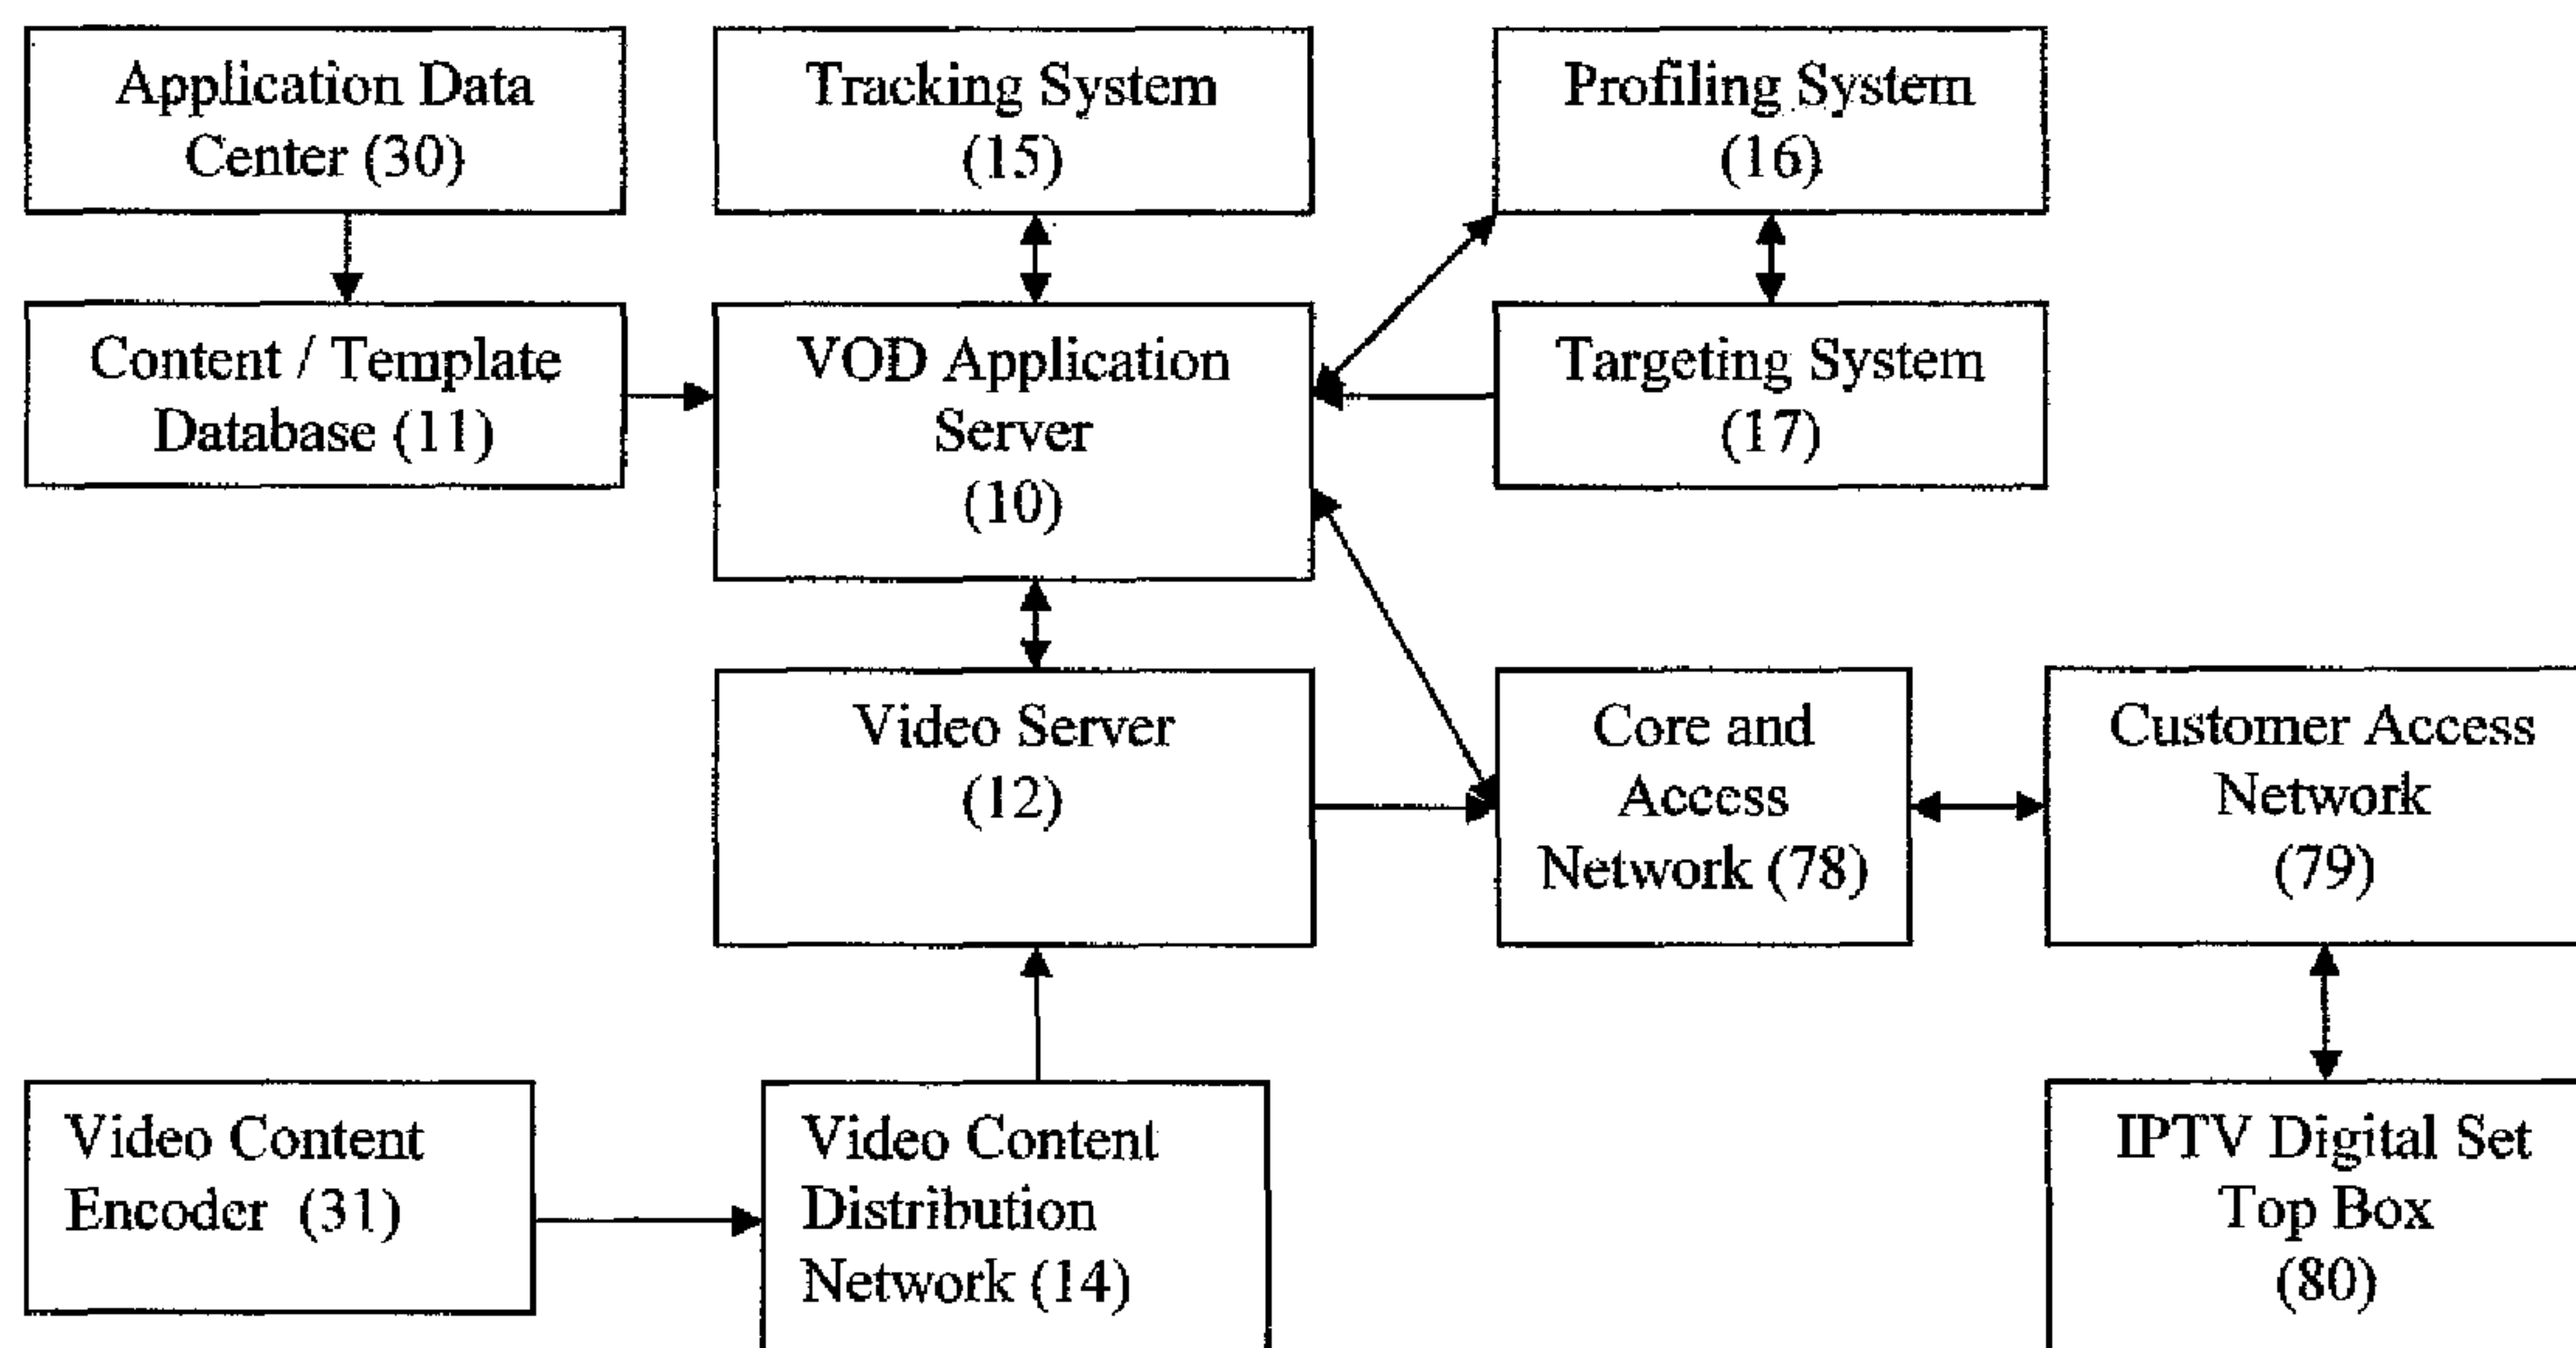 Application Data
Center (30)
Tracking System
(15)
Profiling System
(16)
Content / Template
Database (11)
VOD Application
Server
(10)
Targeting System
(17)
Video Server
(12)
Core and
Access
Network (78)
Customer Access
Network
(79)
Video Content
Encoder (31)
Video Content
Distribution
Network (14)
IPTV Digital Set
Top Box
(80)